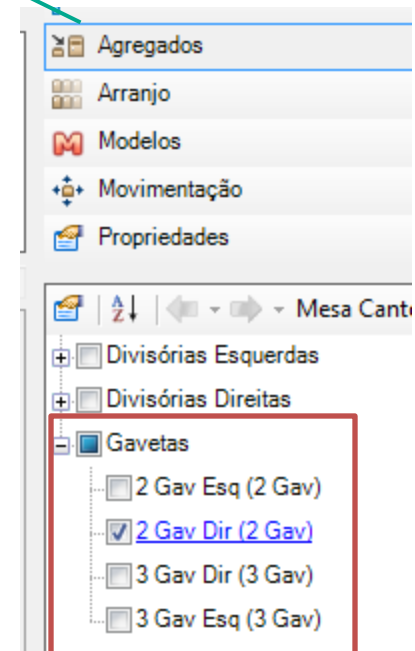 Agregados
Arranjo
Modelos
Movimentação
Propriedades
Mesa Cant
Divisórias Esquerdas
Divisórias Direitas
Gavetas
2 Gav Esq (2 Gav)
2 Gav Dir (2 Gav)
3 Gav Dir (3 Gav)
3 Gav Esq (3 Gav)